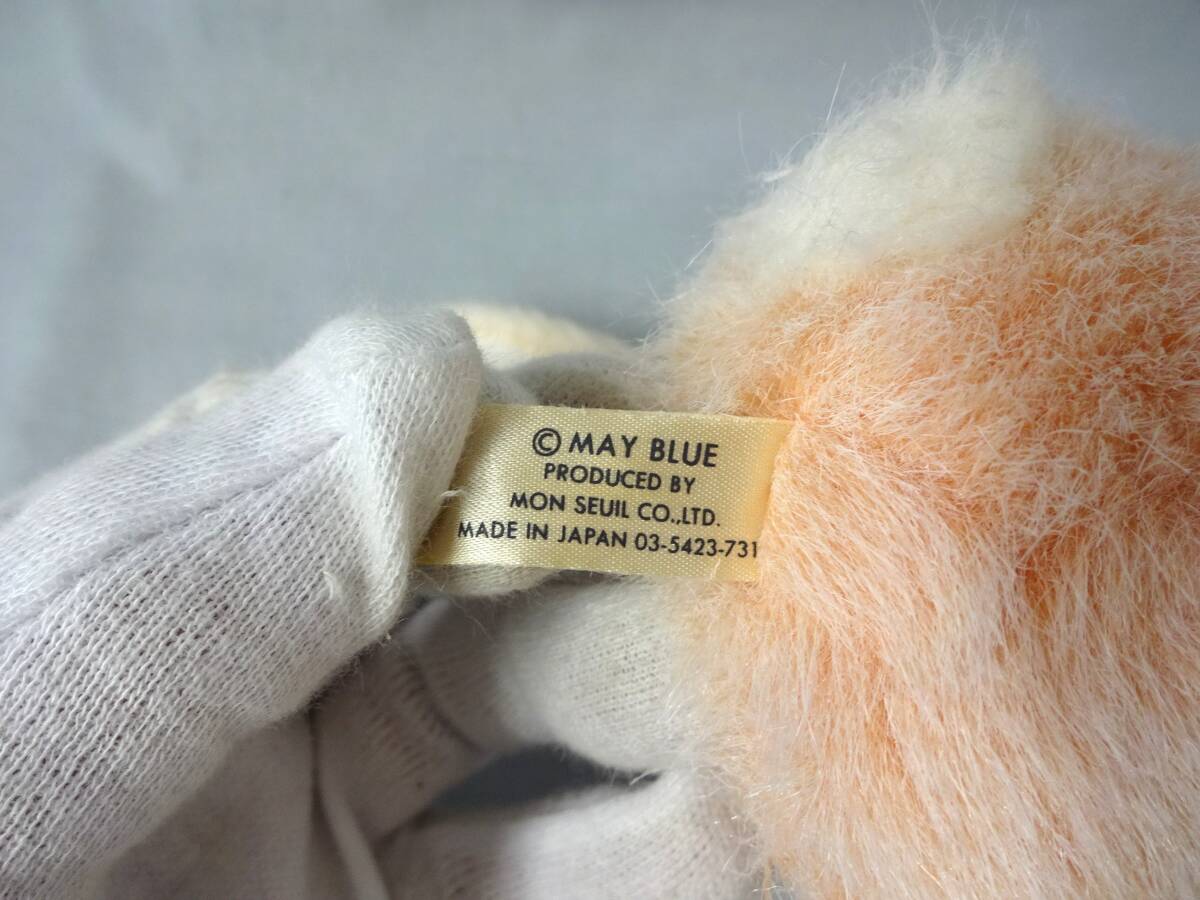 © MAY BLUE
PRODUCED BY
MON SEUIL CO.,LTD.
MADE IN JAPAN 03-5423-731